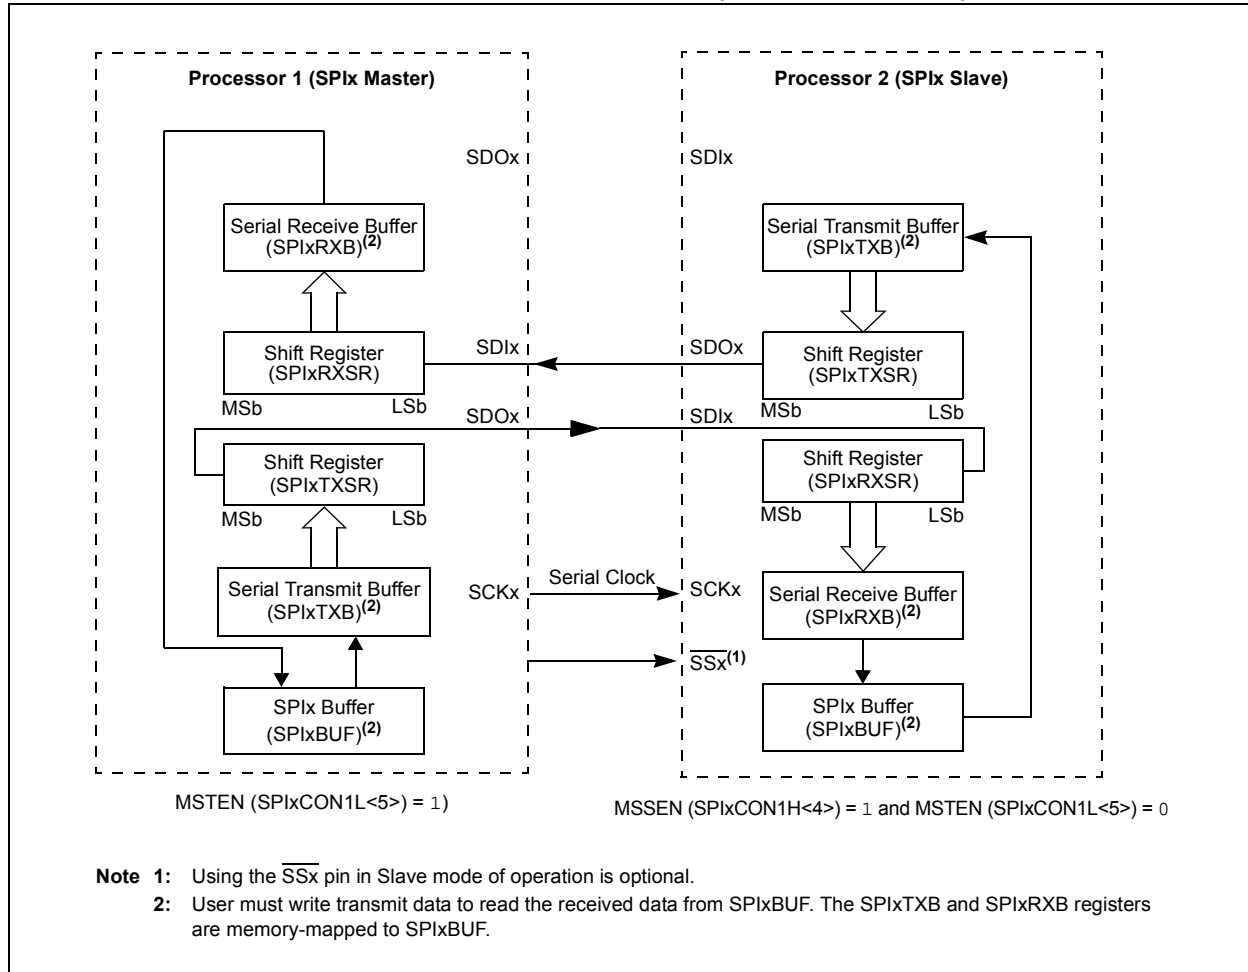 Processor 1 (SPIx Master)
SDOx
Serial Receive Buffer
(SPIxRXB)(2)
Shift Register
(SPIxRXSR)
MSb
LSb
SDIx
SDOx
Shift Register
(SPIxTXSR)
MSb
LSb
Serial Transmit Buffer
(SPIxTXB)(2)
SCKx
SPIx Buffer
(SPIxBUF)(2)
Serial Clock
Processor 2 (SPIx Slave)
SDIx
Serial Transmit Buffer
(SPIxTXB)(2)
SDOx
Shift Register
(SPIxTXSR)
MSb
LSb
SDIx
Shift Register
(SPIxRXSR)
MSb
LSb
SCKx
Serial Receive Buffer
(SPIxRXB)(2)
SSx(1)
SPIx Buffer
(SPIxBUF)(2)
MSTEN (SPIxCON1L<5>) = 1)
MSSEN (SPIxCON1H<4>) = 1 and MSTEN (SPIxCON1L<5>) = 0
Note 1: Using the SSx pin in Slave mode of operation is optional.
2: User must write transmit data to read the received data from SPIxBUF. The SPIxTXB and SPIxRXB registers
are memory-mapped to SPIxBUF.